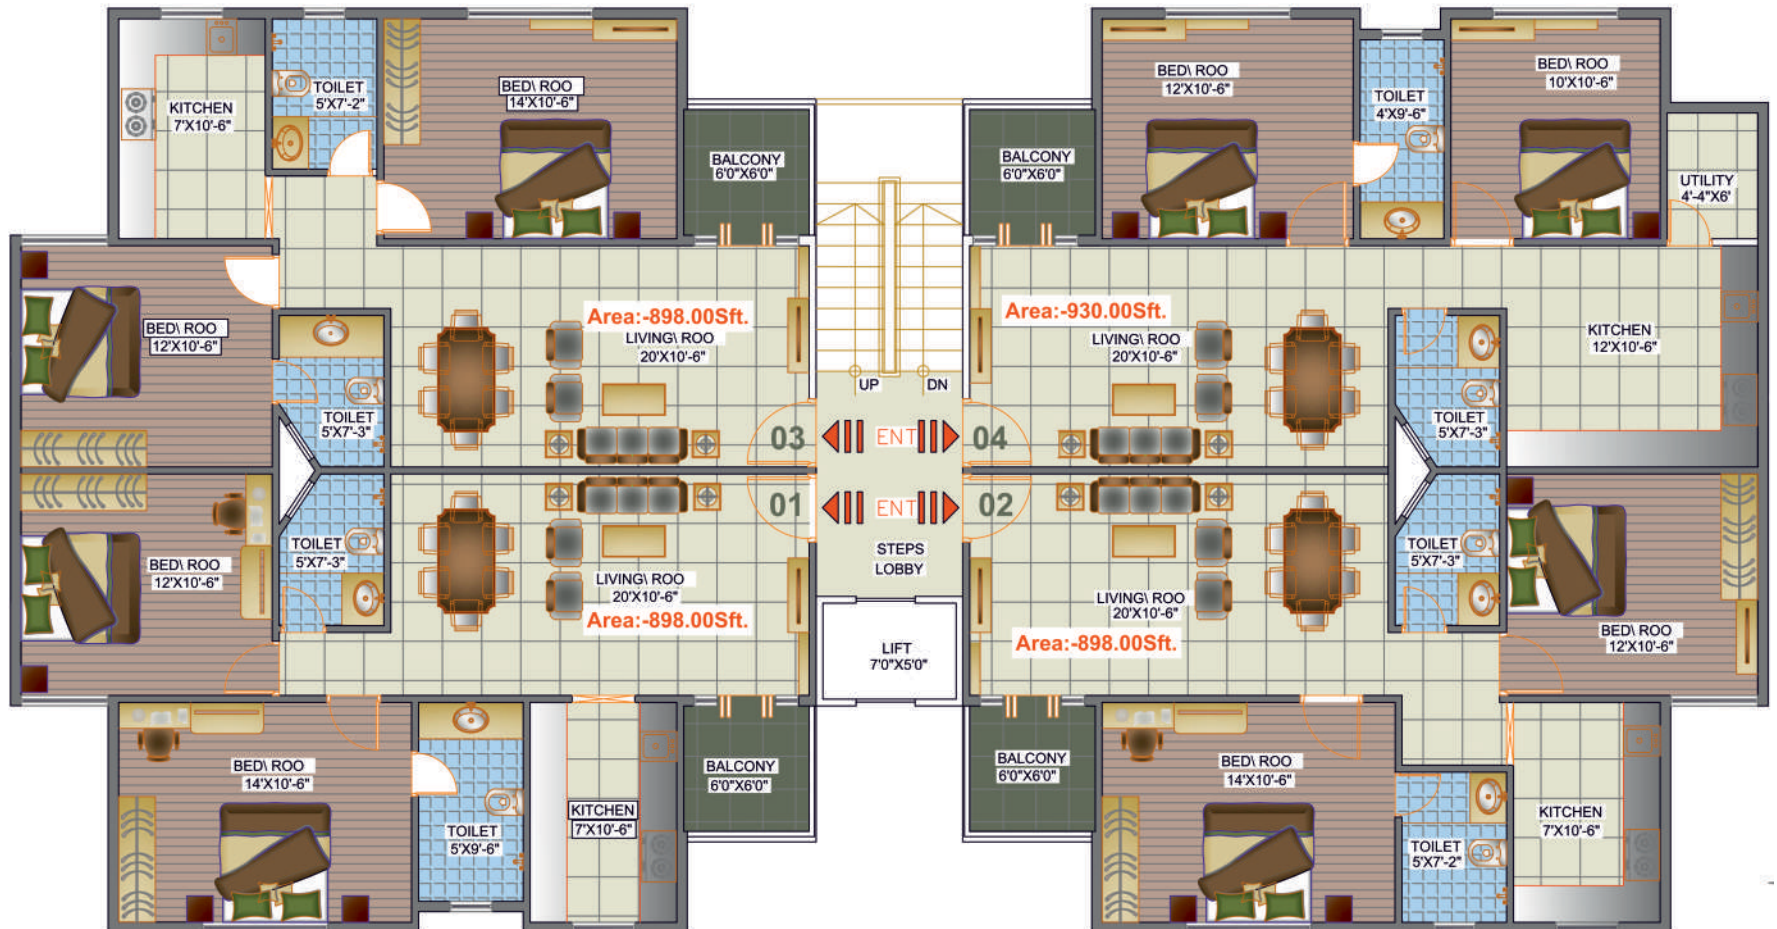 KITCHEN
7'X10'-6"
TOILET
5'X7'-2"
BED\ ROO
14'X10'-6"
BALCONY
6'0"X6'0"
BALCONY
6'0"X6'0"
BED\ ROO
12'X10'-6"
TOILET
4'X9'-6"
BED\ ROO
10'X10'-6"
UTILITY
4'-4"X6'
BED\ ROO
12'X10'-6"
TOILET
5'X7'-3"
Area:-898.00Sft.
LIVING\ ROO
20'X10'-6"
UP
DN
Area:-930.00Sft.
LIVING\ ROO
20'X10'-6"
TOILET
5'X7'-3"
KITCHEN
12'X10'-6"
03
ENT
04
01
ENT
02
STEPS
LOBBY
BED\ ROO
12'X10'-6"
TOILET
5'X7'-3"
LIVING\ ROO
20'X10'-6"
Area:-898.00Sft.
LIFT
7'0"X5'0"
LIVING\ ROO
20'X10'-6"
Area:-898.00Sft.
TOILET
5'X7'-3"
BED\ ROO
12'X10'-6"
BED\ ROO
14'X10'-6"
TOILET
5'X9'-6"
KITCHEN
7'X10'-6"
BALCONY
6'0"X6'0"
BALCONY
6'0"X6'0"
BED\ ROO
14'X10'-6"
TOILET
5'X7'-2"
KITCHEN
7'X10'-6"